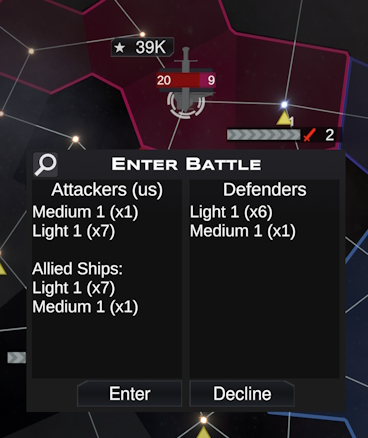 ★ 39K
20 9
1
2
ENTER BATTLE
Attackers (us)
Medium 1 (x1)
Light 1 (x7)
Allied Ships:
Light 1 (x7)
Medium 1 (x1)
Defenders
Light 1 (x6)
Medium 1 (x1)
Enter
Decline